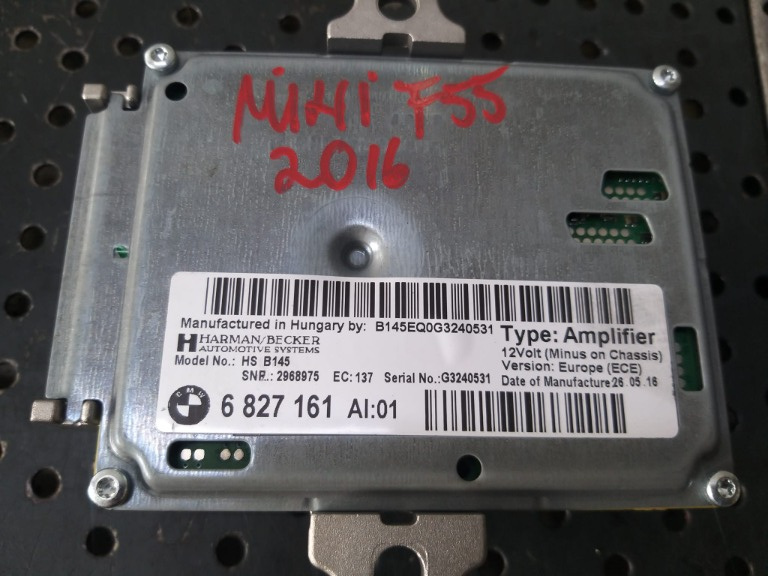 MINI F55
2016
Manufactured in Hungary by: B145EQ0G3240531
HARMAN/BECKER
AUTOMOTIVE SYSTEMS
Type: Amplifier
12Volt (Minus on Chassis)
Model No.: HS B145
Version: Europe (ECE)
SNR.: 2968975 EC: 137 Serial No.:G3240531 Date of Manufacture:26.05.16
BMW 6 827 161 AI:01